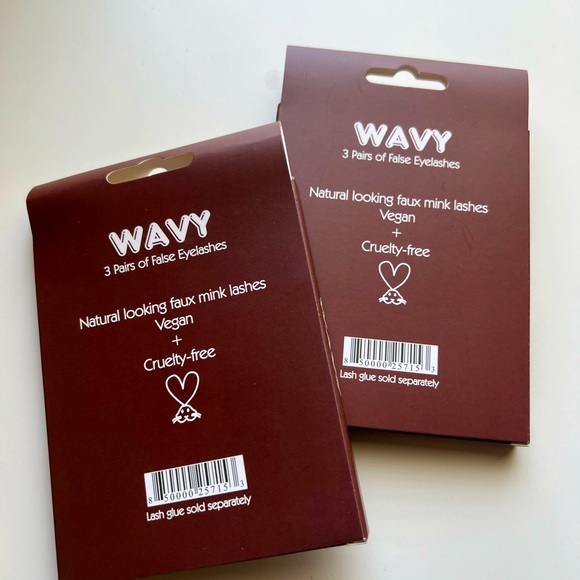 WAVY
3 Pairs of False Eyelashes
Natural looking faux mink lashes
Vegan
+
Cruelty-free
8 50000 25715 3
Lash glue sold separately
WAVY
3 Pairs of False Eyelashes
Natural looking faux mink lashes
Vegan
+
Cruelty-free
8 50000 25715 3
Lash glue sold separately